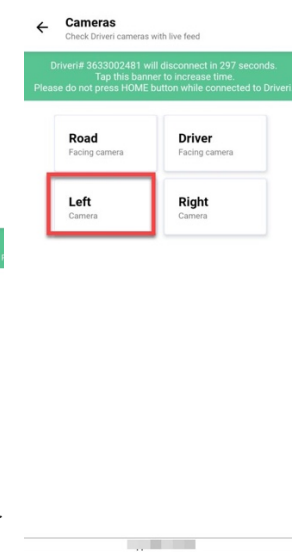 Cameras
Check Driveri cameras with live feed
Driveri# 3633002481 will disconnect in 297 seconds.
Tap this banner to increase time.
Please do not press HOME button while connected to Driveri
Road
Facing camera
Driver
Facing camera
Left
Camera
Right
Camera